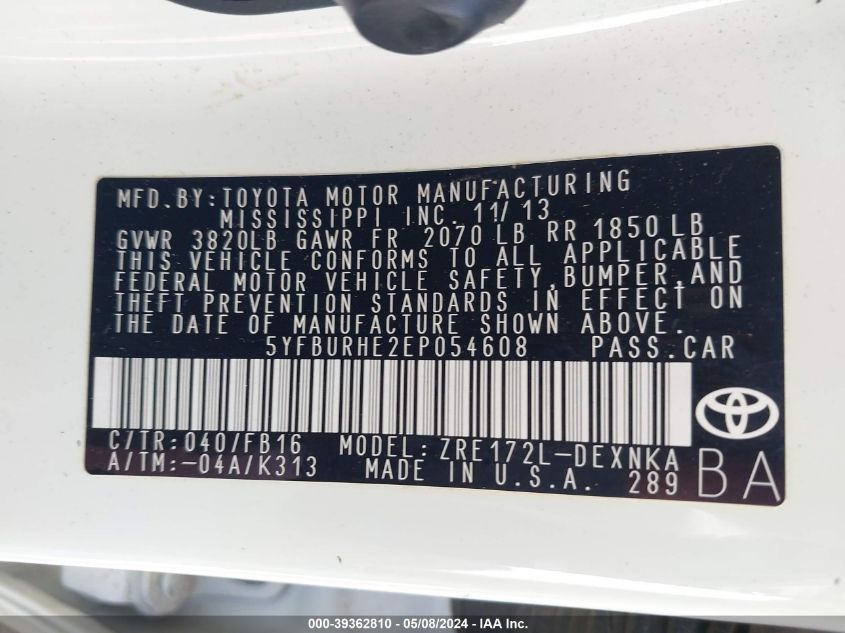 MFD.BY:TOYOTA MOTOR MANUFACTURING
MISSISSIPPI INC. 11/13
GVWR 3820LB GAWR FR 2070 LB RR 1850 LB
THIS VEHICLE CONFORMS TO ALL APPLICABLE
FEDERAL MOTOR VEHICLE SAFETY,BUMPER,AND
THEFT PREVENTION STANDARDS IN EFFECT ON
THE DATE OF MANUFACTURE SHOWN ABOVE.
5YFBURHE2EP054608 PASS.CAR
C/TR:040/FB16 MODEL:ZRE172L-DEXNKA
A/TM:-04A/K313 MADE IN U.S.A. 289 BA
000-39362810 - 05/08/2024 - IAA Inc.